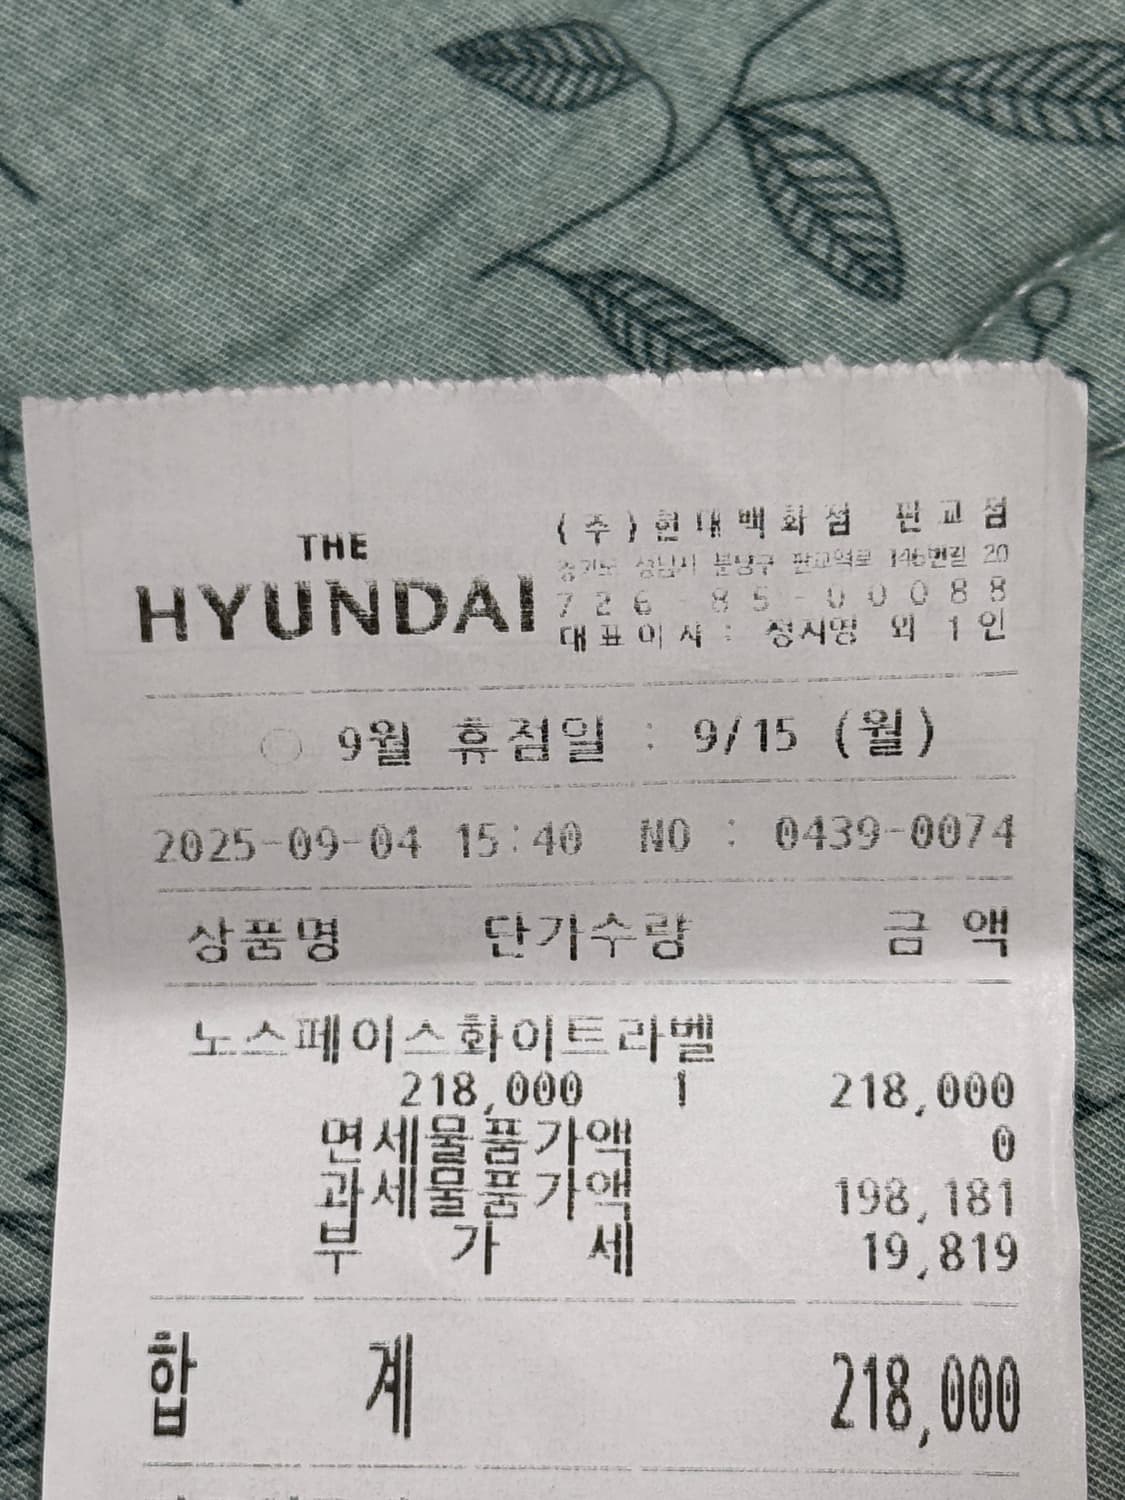 THE
HYUNDAI
(주)현대백화점 판교점
경기도 성남시 분당구 판교역로 146번길 20
726 85-00088
대표이사: 정지영 외 1인
9월 휴점일 : 9/15 (월)
2025-09-04 15:40 NO : 0439-0074
상품명 단가수량 금 액
노스페이스화이트라벨
218,000 1 218,000
면세물품가액 0
과세물품가액 198,181
부 가 세 19,819
합 계 218,000